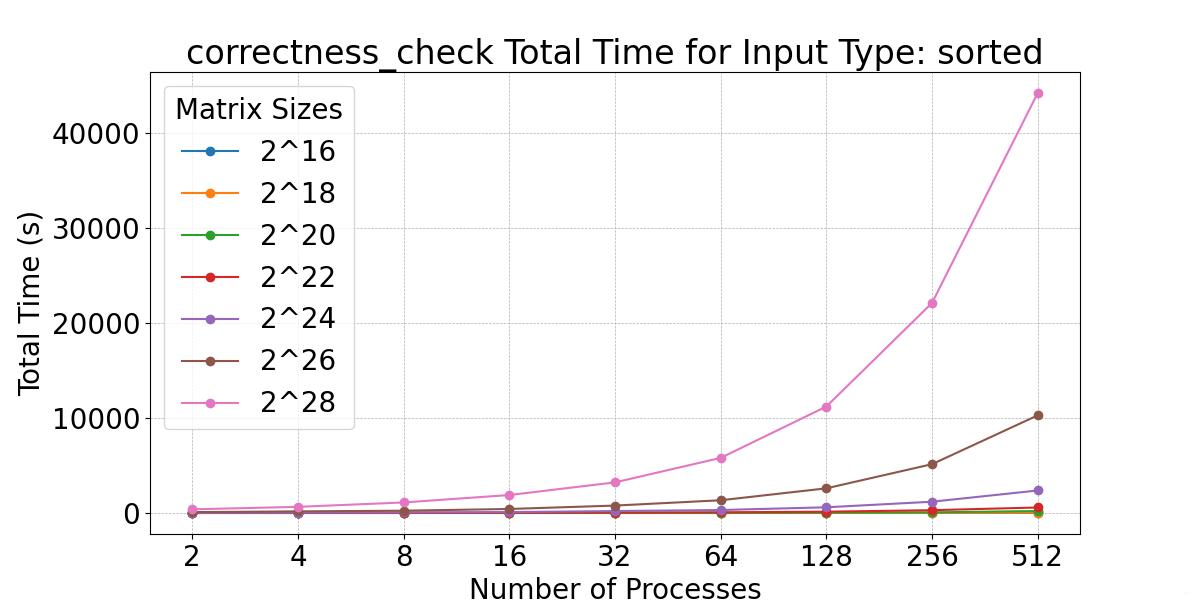 correctness_check Total Time for Input Type: sorted
Matrix Sizes
2^16
2^18
2^20
2^22
2^24
2^26
2^28
Total Time (s)
40000
30000
20000
10000
0
2 4 8 16 32 64 128 256 512
Number of Processes